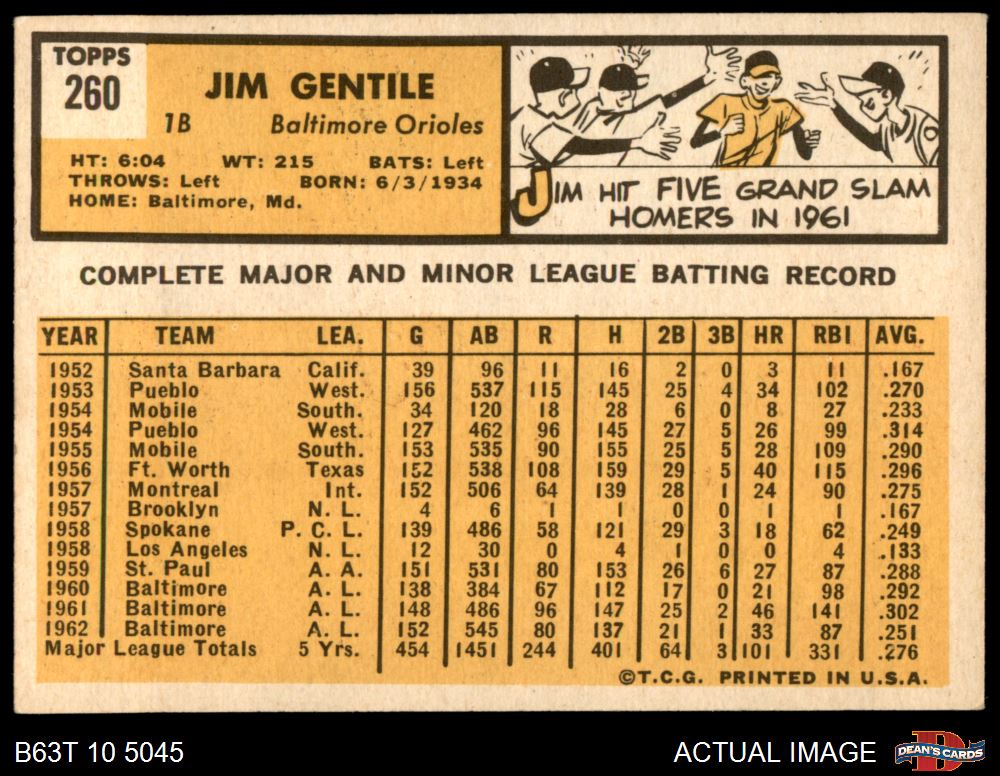 TOPPS
260
JIM GENTILE
1B Baltimore Orioles
HT: 6:04 WT: 215 BATS: Left
THROWS: Left BORN: 6/3/1934
HOME: Baltimore, Md.
JIM HIT FIVE GRAND SLAM
HOMERS IN 1961
COMPLETE MAJOR AND MINOR LEAGUE BATTING RECORD
YEAR TEAM LEA. G AB R H 2B 3B HR RBI AVG.
1952 Santa Barbara Calif. 39 96 11 16 2 0 3 11 .167
1953 Pueblo West. 156 537 115 145 25 4 34 102 .270
1954 Mobile South. 34 120 18 28 6 0 8 27 .233
1954 Pueblo West. 127 462 96 145 27 5 26 99 .314
1955 Mobile South. 153 535 90 155 25 5 28 109 .290
1956 Ft. Worth Texas 152 538 108 159 29 5 40 115 .296
1957 Montreal Int. 152 506 64 139 28 1 24 90 .275
1957 Brooklyn N. L. 4 6 1 1 0 0 1 1 .167
1958 Spokane P. C. L. 139 486 58 121 29 3 18 62 .249
1958 Los Angeles N. L. 12 30 0 4 1 0 0 4 .133
1959 St. Paul A. A. 151 531 80 153 26 6 27 87 .288
1960 Baltimore A. L. 138 384 67 112 17 0 21 98 .292
1961 Baltimore A. L. 148 486 96 147 25 2 46 141 .302
1962 Baltimore A. L. 152 545 80 137 21 1 33 87 .251
Major League Totals 5 Yrs. 454 1451 244 401 64 3 101 331 .276
©T.C.G. PRINTED IN U.S.A.
B63T 10 5045 ACTUAL IMAGE DEAN'S CARDS